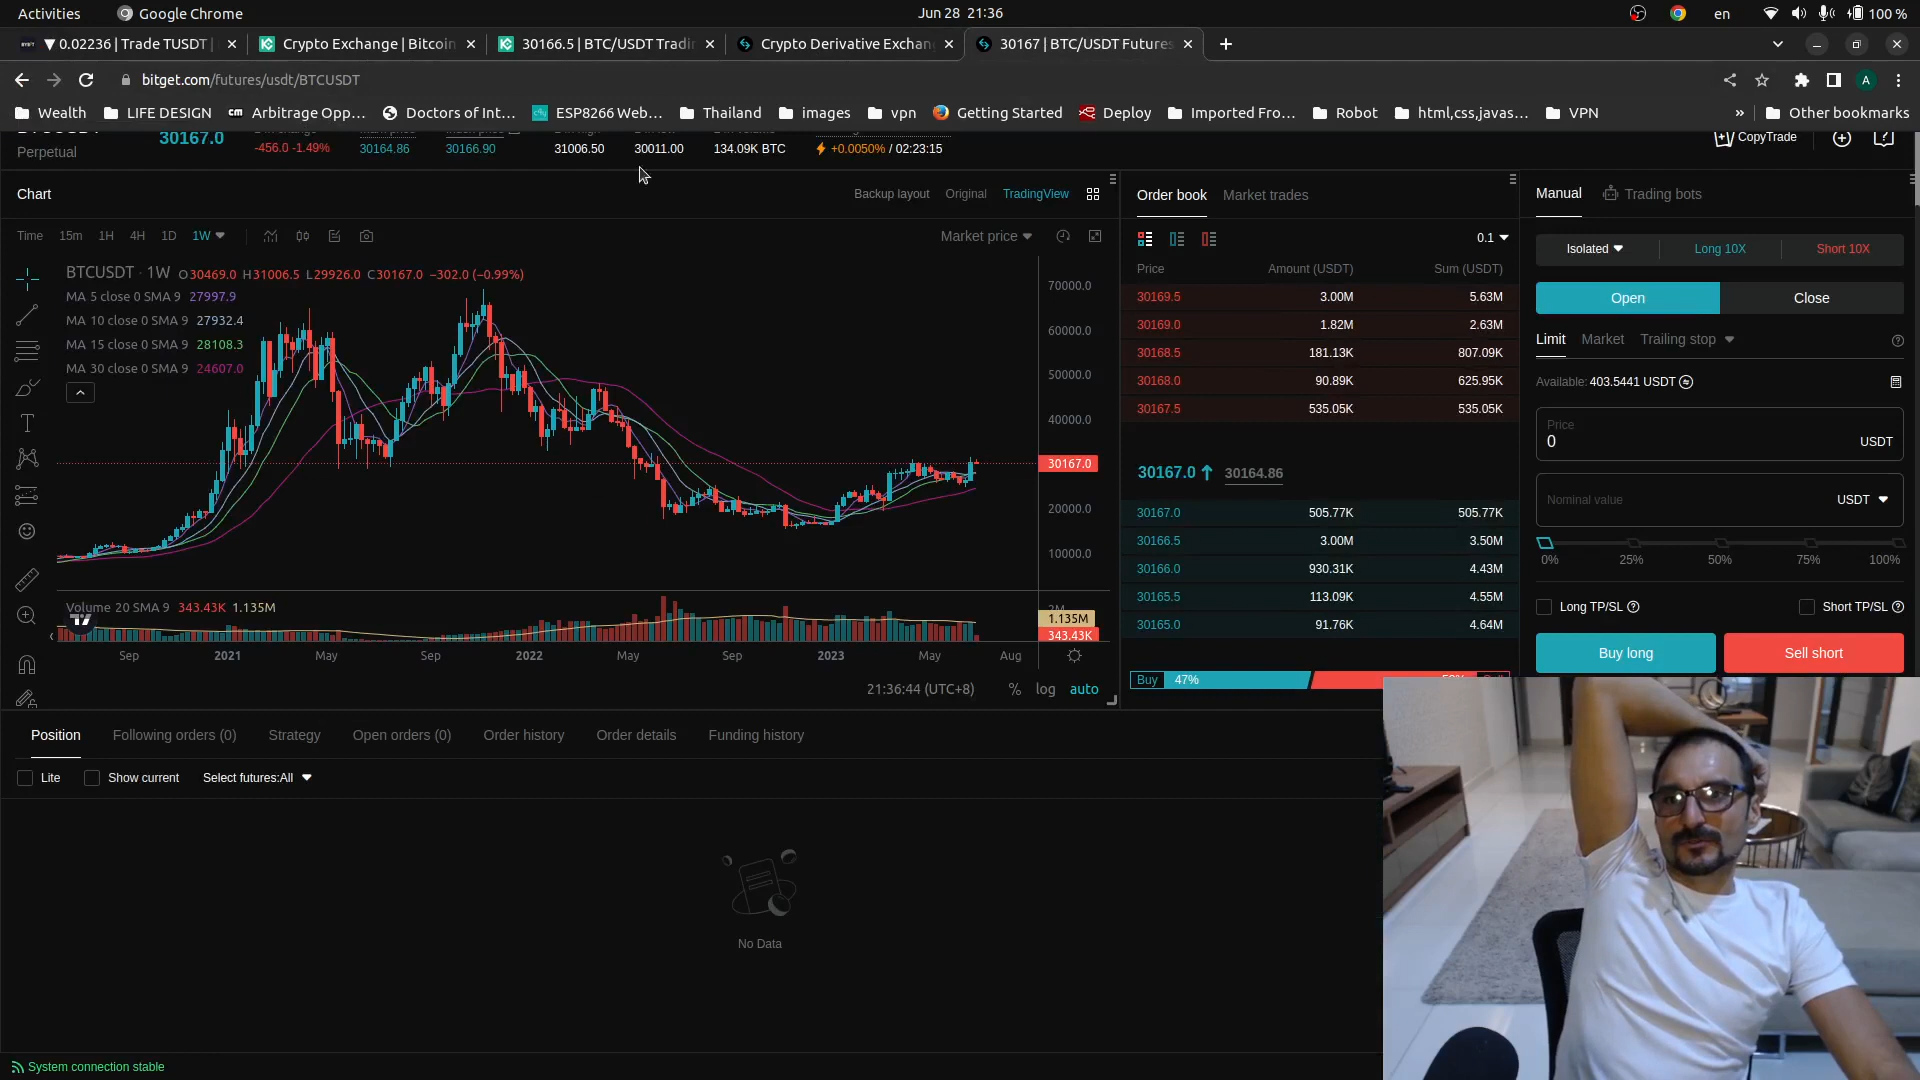 Activities Google Chrome Jun 28 21:36 en 100 %
▼ 0.02236 | Trade TUSDT | Crypto Exchange | Bitcoin 30166.5 | BTC/USDT Tradin Crypto Derivative Exchan 30167 | BTC/USDT Futures
bitget.com/futures/usdt/BTCUSDT A
Wealth LIFE DESIGN Arbitrage Opp... Doctors of Int... ESP8266 Web... Thailand images vpn Getting Started Deploy Imported Fro... Robot html,css,javas... VPN » Other bookmarks
Perpetual 30167.0 -456.0 -1.49% 30164.86 30166.90 31006.50 30011.00 134.09K BTC +0.0050% / 02:23:15 CopyTrade
Chart Backup layout Original TradingView
Time 15m 1H 4H 1D 1W Market price
BTCUSDT · 1W O30469.0 H31006.5 L29926.0 C30167.0 −302.0 (−0.99%)
MA 5 close 0 SMA 9 27997.9
MA 10 close 0 SMA 9 27932.4
MA 15 close 0 SMA 9 28108.3
MA 30 close 0 SMA 9 24607.0
70000.0
60000.0
50000.0
40000.0
30167.0
20000.0
10000.0
Volume 20 SMA 9 343.43K 1.135M
2M
1.135M
343.43K
Sep 2021 May Sep 2022 May Sep 2023 May Aug
21:36:44 (UTC+8) % log auto
Order book Market trades
0.1
Price Amount (USDT) Sum (USDT)
30169.5 3.00M 5.63M
30169.0 1.82M 2.63M
30168.5 181.13K 807.09K
30168.0 90.89K 625.95K
30167.5 535.05K 535.05K
30167.0 30164.86
30167.0 505.77K 505.77K
30166.5 3.00M 3.50M
30166.0 930.31K 4.43M
30165.5 113.09K 4.55M
30165.0 91.76K 4.64M
Buy 47%
Manual Trading bots
Isolated Long 10X Short 10X
Open Close
Limit Market Trailing stop
Available: 403.5441 USDT
Price
0 USDT
Nominal value USDT
0% 25% 50% 75% 100%
Long TP/SL Short TP/SL
Buy long Sell short
Position Following orders (0) Strategy Open orders (0) Order history Order details Funding history
Lite Show current Select futures:All
No Data
System connection stable